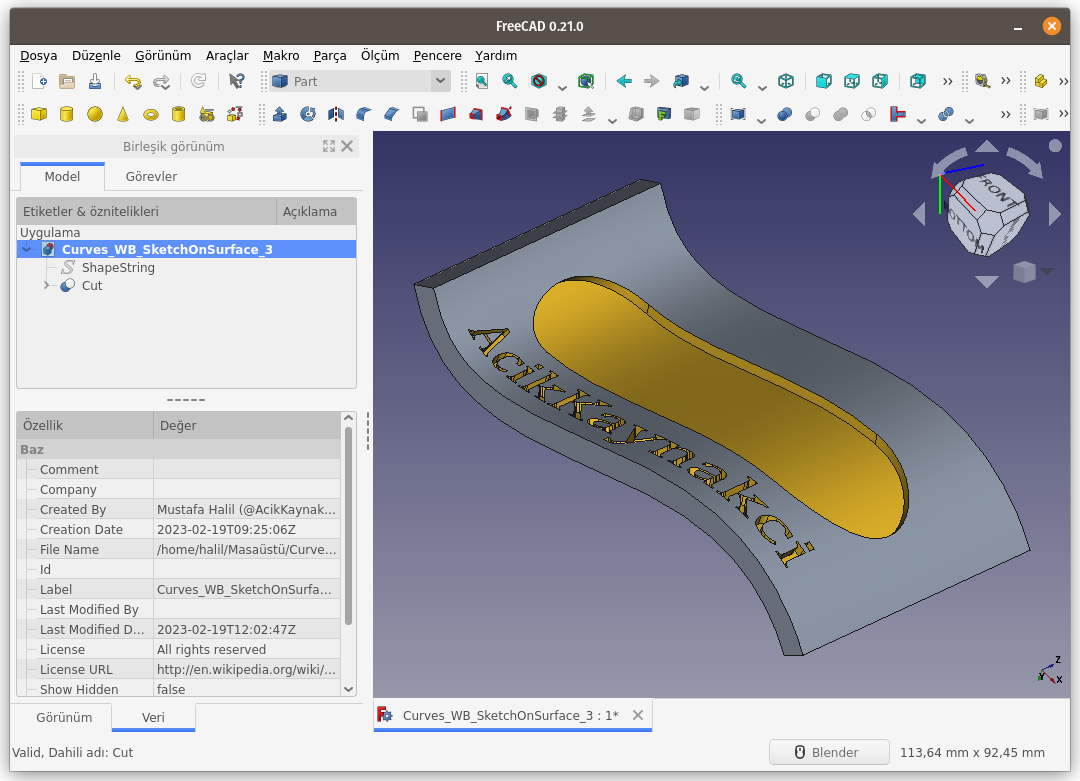 FreeCAD 0.21.0
Dosya Düzenle Görünüm Araçlar Makro Parça Ölçüm Pencere Yardım
Part
Birleşik görünüm
Model Görevler
Etiketler & öznitelikleri Açıklama
Uygulama
Curves_WB_SketchOnSurface_3
ShapeString
Cut
Özellik Değer
Baz
Comment
Company
Created By Mustafa Halil (@AcikKaynak...
Creation Date 2023-02-19T09:25:06Z
File Name /home/halil/Masaüstü/Curve...
Id
Label Curves_WB_SketchOnSurfa...
Last Modified By
Last Modified D... 2023-02-19T12:02:47Z
License All rights reserved
License URL http://en.wikipedia.org/wiki/...
Show Hidden false
Görünüm Veri
AcikKaynakci
FRONT
BOTTOM
Z
Y
X
Curves_WB_SketchOnSurface_3 : 1*
Valid, Dahili adı: Cut
Blender 113,64 mm x 92,45 mm